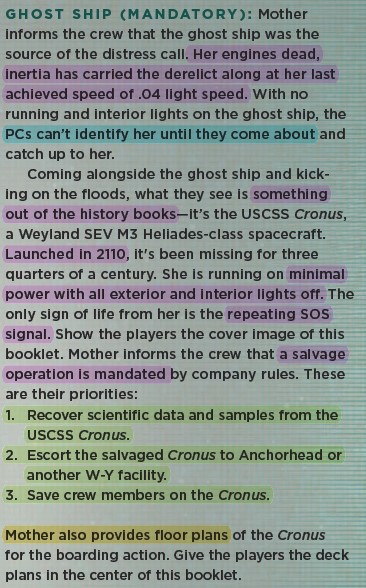 GHOST SHIP (MANDATORY): Mother
informs the crew that the ghost ship was the
source of the distress call. Her engines dead,
inertia has carried the derelict along at her last
achieved speed of .04 light speed. With no
running and interior lights on the ghost ship, the
PCs can't identify her until they come about and
catch up to her.
Coming alongside the ghost ship and kick-
ing on the floods, what they see is something
out of the history books—it's the USCSS Cronus,
a Weyland SEV M3 Heliades-class spacecraft.
Launched in 2110, it's been missing for three
quarters of a century. She is running on minimal
power with all exterior and interior lights off. The
only sign of life from her is the repeating SOS
signal. Show the players the cover image of this
booklet. Mother informs the crew that a salvage
operation is mandated by company rules. These
are their priorities:
1. Recover scientific data and samples from the
USCSS Cronus.
2. Escort the salvaged Cronus to Anchorhead or
another W-Y facility.
3. Save crew members on the Cronus.
Mother also provides floor plans of the Cronus
for the boarding action. Give the players the deck
plans in the center of this booklet.